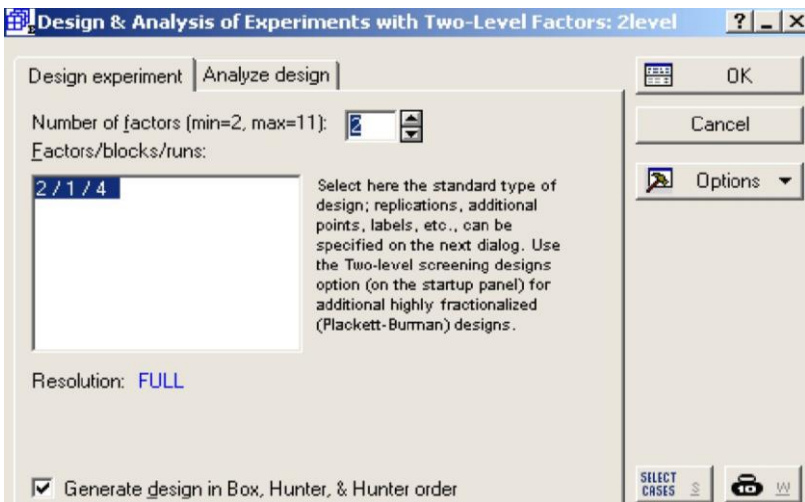 Design & Analysis of Experiments with Two-Level Factors: 2level
Design experiment
Analyze design
Number of factors (min=2, max=11): 2
Factors/blocks/runs:
2 / 1 / 4
Select here the standard type of
design; replications, additional
points, labels, etc., can be
specified on the next dialog. Use
the Two-level screening designs
option (on the startup panel) for
additional highly fractionalized
(Plackett-Burman) designs.
Resolution: FULL
Generate design in Box, Hunter, & Hunter order
OK
Cancel
Options
SELECT
CASES S
W